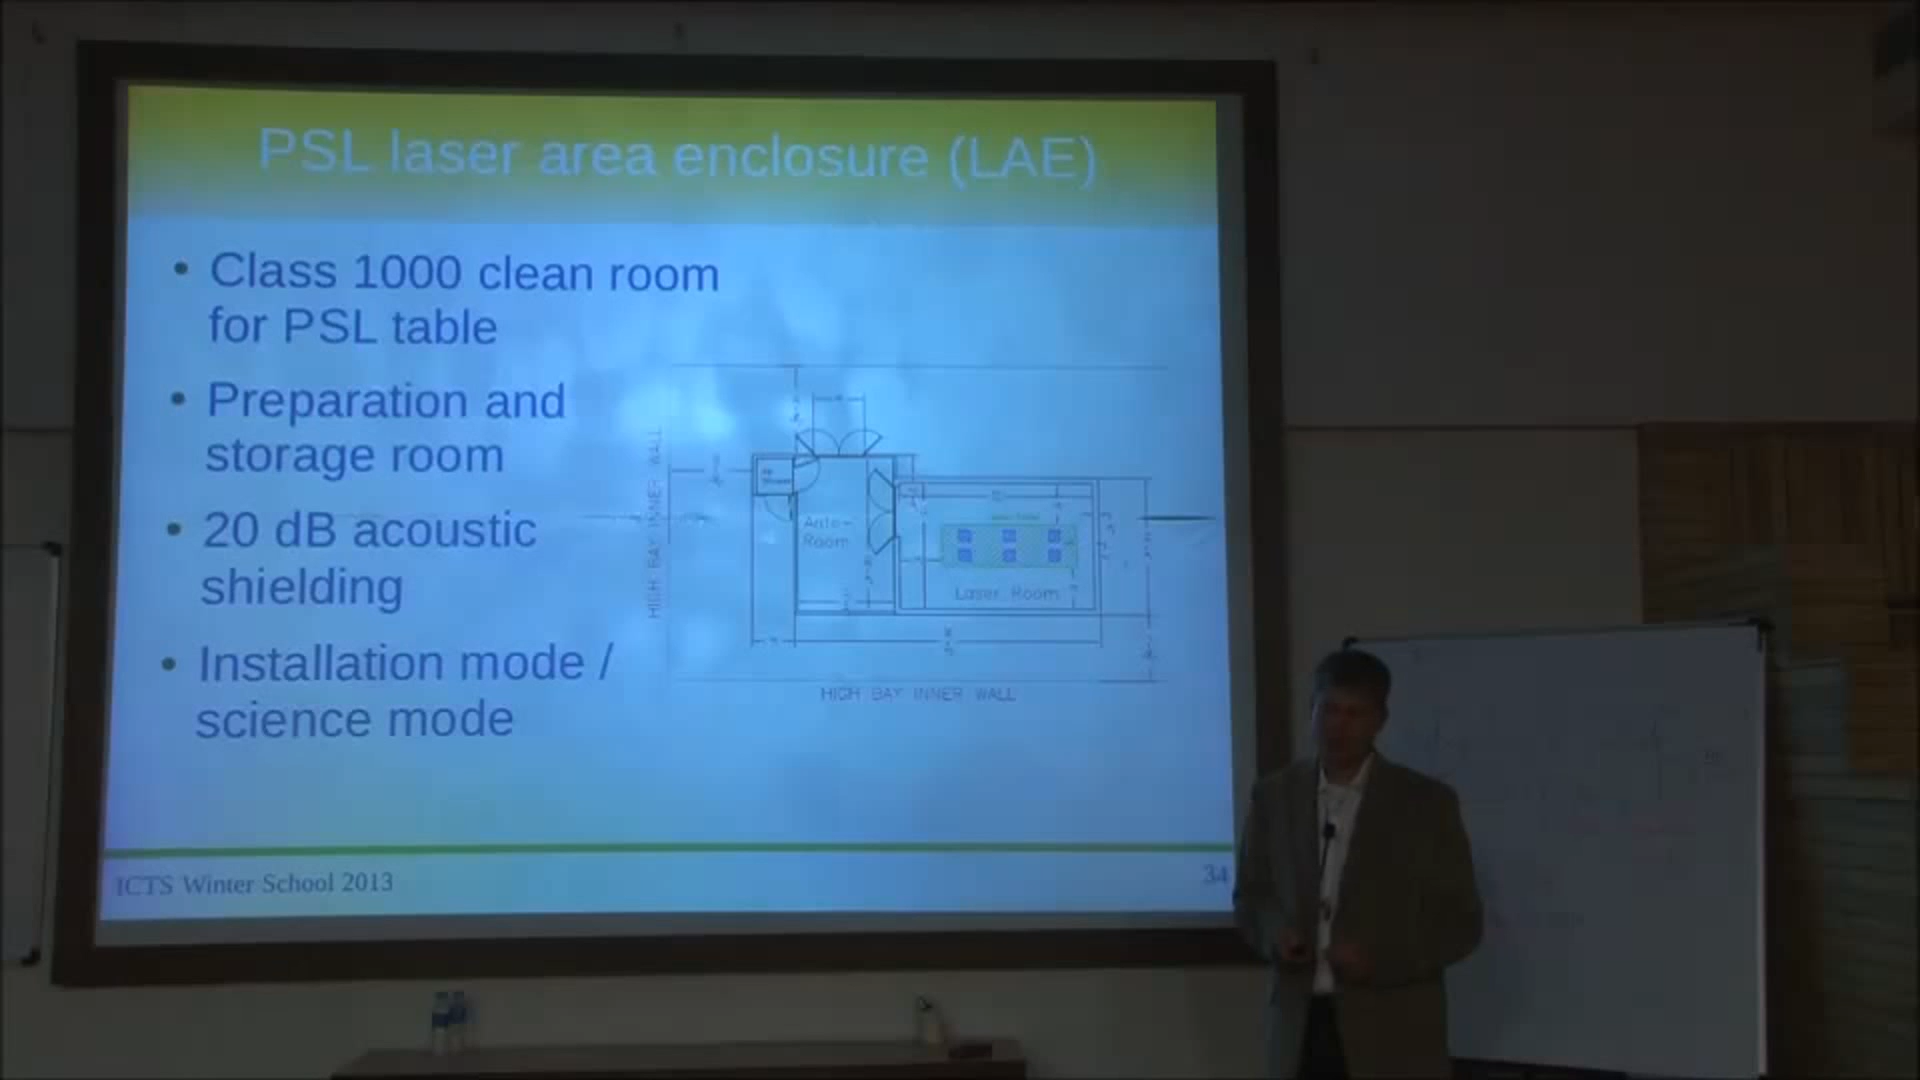 PSL laser area enclosure (LAE)
• Class 1000 clean room
for PSL table
• Preparation and
storage room
• 20 dB acoustic
shielding
• Installation mode /
science mode
HIGH BAY INNER WALL
Ante-
Room
Laser Room
HIGH BAY INNER WALL
ICTS Winter School 2013
34